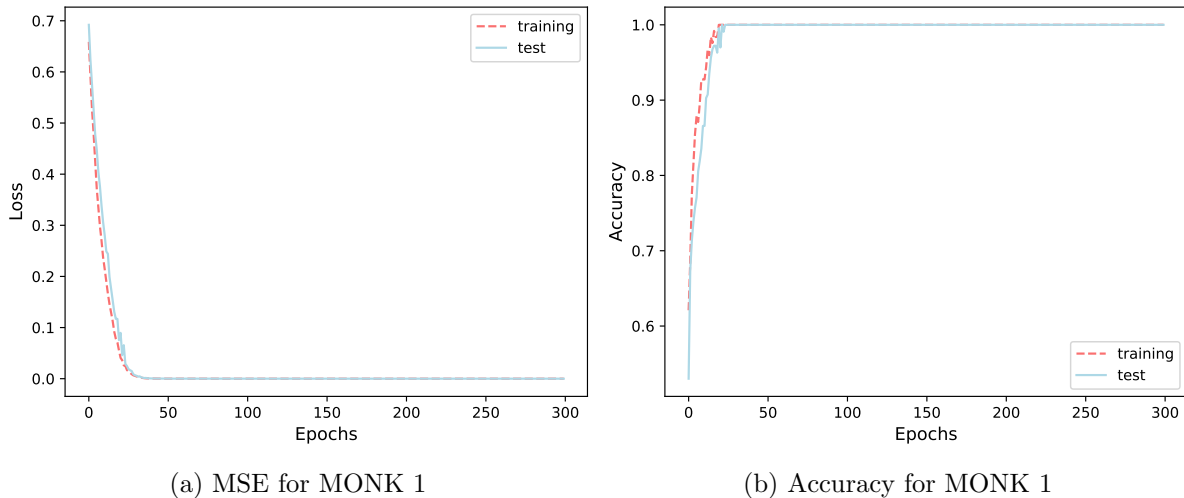 0.7
0.6
0.5
0.4
0.3
0.2
0.1
0.0
Loss
0 50 100 150 200 250 300
Epochs
training
test
(a) MSE for MONK 1
1.0
0.9
0.8
0.7
0.6
Accuracy
0 50 100 150 200 250 300
Epochs
training
test
(b) Accuracy for MONK 1